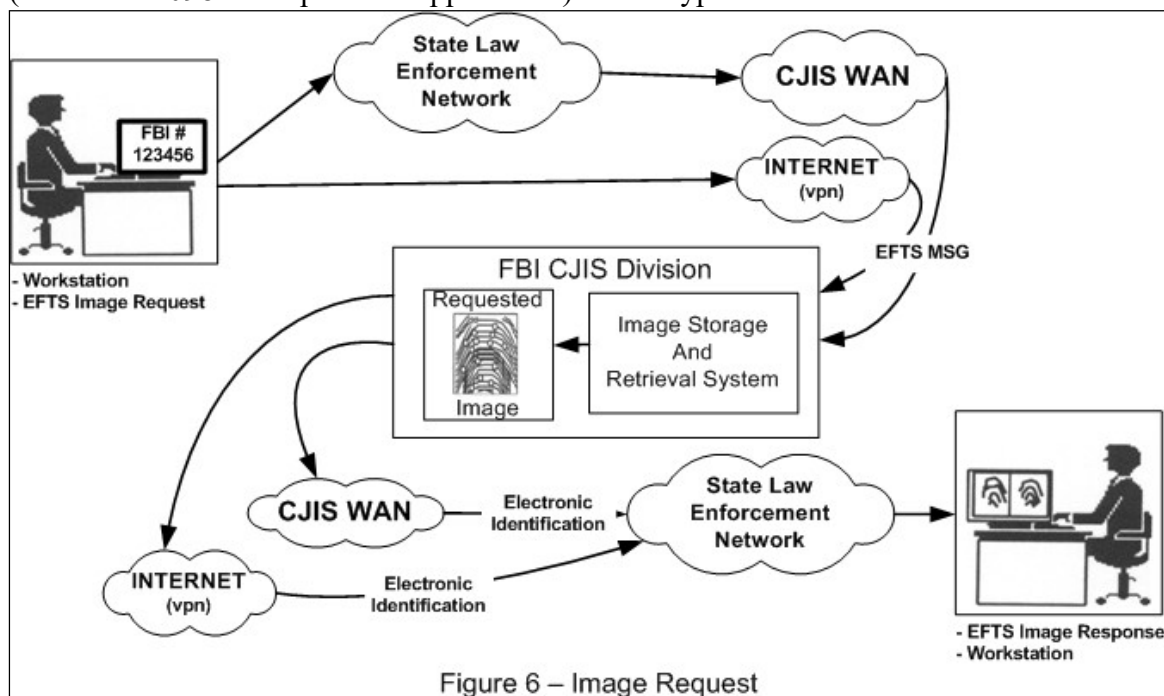 State Law
Enforcement
Network
CJIS WAN
FBI #
123456
INTERNET
(vpn)
EFTS MSG
- Workstation
- EFTS Image Request
FBI CJIS Division
Requested
Image
Image Storage
And
Retrieval System
CJIS WAN
Electronic
Identification
State Law
Enforcement
Network
INTERNET
(vpn)
Electronic
Identification
- EFTS Image Response
- Workstation
Figure 6 – Image Request